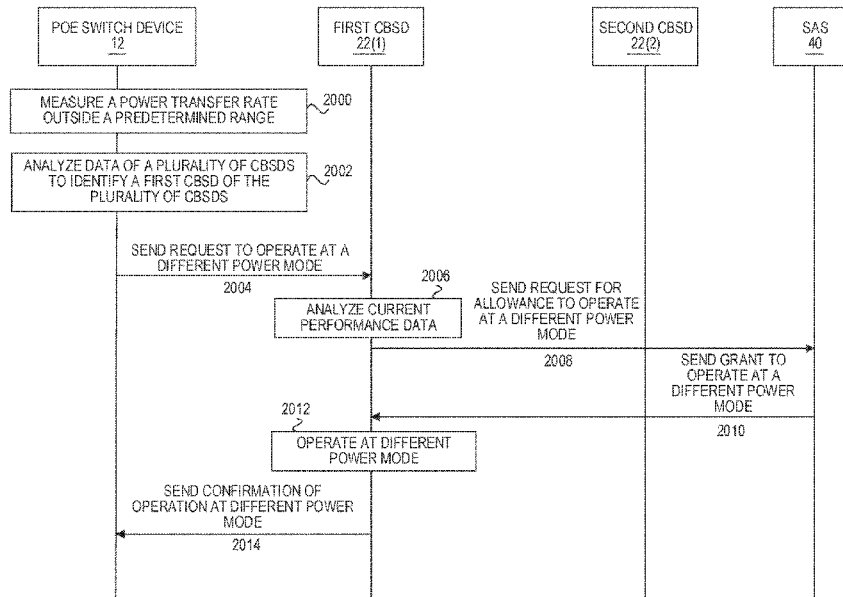 POE SWITCH DEVICE
12
FIRST CBSD
22(1)
SECOND CBSD
22(2)
SAS
40
MEASURE A POWER TRANSFER RATE
OUTSIDE A PREDETERMINED RANGE
2000
ANALYZE DATA OF A PLURALITY OF CBSDS
TO IDENTIFY A FIRST CBSD OF THE
PLURALITY OF CBSDS
2002
SEND REQUEST TO OPERATE AT A
DIFFERENT POWER MODE
2004
2006
ANALYZE CURRENT
PERFORMANCE DATA
SEND REQUEST FOR
ALLOWANCE TO OPERATE
AT A DIFFERENT POWER
MODE
2008
SEND GRANT TO
OPERATE AT A
DIFFERENT POWER
MODE
2010
2012
OPERATE AT DIFFERENT
POWER MODE
SEND CONFIRMATION OF
OPERATION AT DIFFERENT POWER
MODE
2014